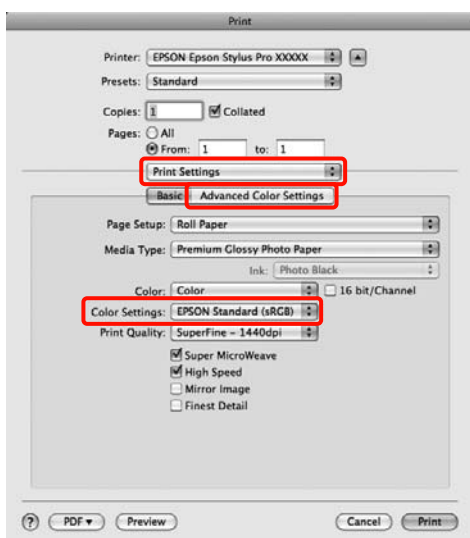 Print
Printer: EPSON Epson Stylus Pro XXXXX
Presets: Standard
Copies: 1 Collated
Pages: All
From: 1 to: 1
Print Settings
Basic Advanced Color Settings
Page Setup: Roll Paper
Media Type: Premium Glossy Photo Paper
Ink: Photo Black
Color: Color 16 bit/Channel
Color Settings: EPSON Standard (sRGB)
Print Quality: SuperFine - 1440dpi
Super MicroWeave
High Speed
Mirror Image
Finest Detail
? PDF Preview Cancel Print